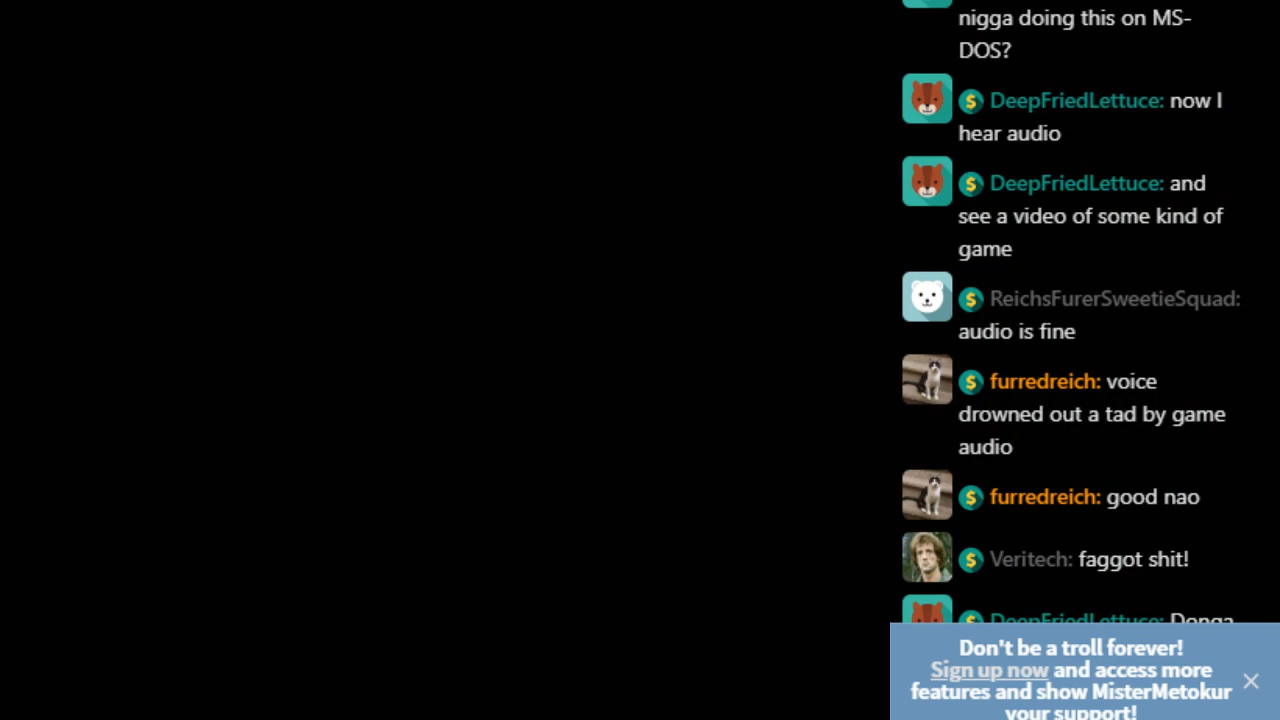 nigga doing this on MS-
DOS?
DeepFriedLettuce: now I
hear audio
DeepFriedLettuce: and
see a video of some kind of
game
ReichsFurerSweetieSquad:
audio is fine
furredreich: voice
drowned out a tad by game
audio
furredreich: good nao
Veritech: faggot shit!
DeepFriedLettuce: Donga
Don't be a troll forever!
Sign up now and access more
features and show MisterMetokur
your support!